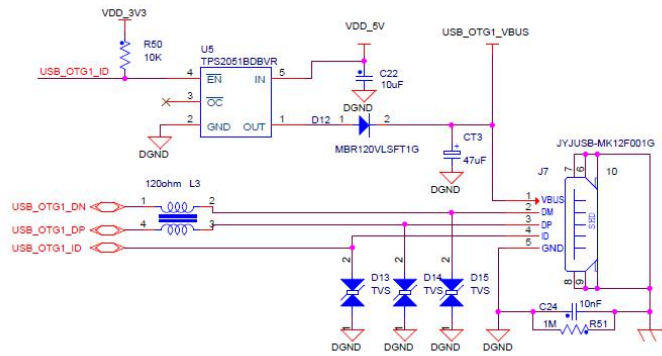 VDD_3V3
VDD_5V
USB_OTG1_VBUS
R50
10K
U5
TPS2051BDBVR
USB_OTG1_ID
4 EN IN 5
C22
10uF
3 OC
DGND
2 GND OUT 1 D12 1 2
DGND
MBR120VLSFT1G
CT3
47uF
DGND
JYJUSB-MK12F001G
J7
7 6 10
120ohm L3
1 VBUS
USB_OTG1_DN 1 2
2 DM
3 DP
USB_OTG1_DP 4 3
4 ID
SHD
USB_OTG1_ID
5 GND
8 9
2 2 2
D13 D14 D15
TVS TVS TVS
C24 10nF
1M R51
1 1 1
DGND DGND DGND DGND